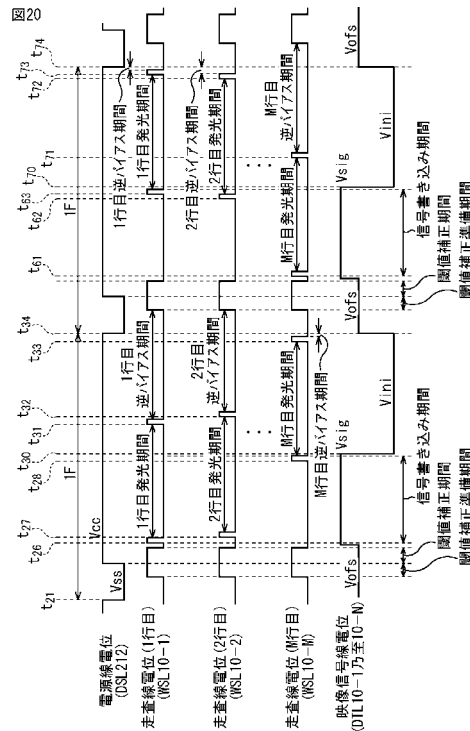 図20
t21
t26
t27
t28
t30
t31
t32
t33
t34
t61
t62
t63
t70
t71
t72
t73
t74
1F
1F
電源線電位
(DSL212)
Vss
Vcc
走査線電位(1行目)
(WSL10-1)
1行目発光期間
1行目
逆バイアス期間
1行目発光期間
1行目逆バイアス期間
走査線電位(2行目)
(WSL10-2)
2行目発光期間
2行目
逆バイアス期間
2行目発光期間
2行目逆バイアス期間
走査線電位(M行目)
(WSL10-M)
M行目発光期間
M行目逆バイアス期間
M行目発光期間
M行目
逆バイアス期間
映像信号線電位
(DTL10-1乃至10-N)
Vofs
Vsig
Vini
Vofs
Vsig
Vini
Vofs
信号書き込み期間
閾値補正期間
閾値補正準備期間
信号書き込み期間
閾値補正期間
閾値補正準備期間